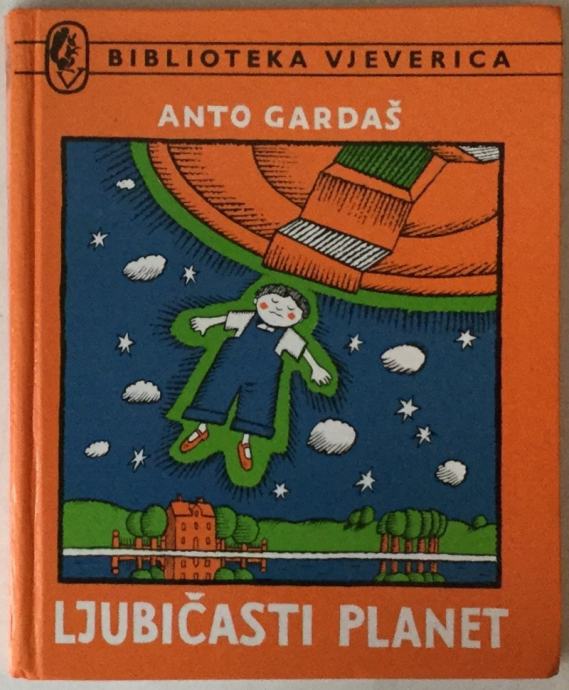 BIBLIOTEKA VJEVERICA
ANTO GARDAŠ
LJUBIČASTI PLANET